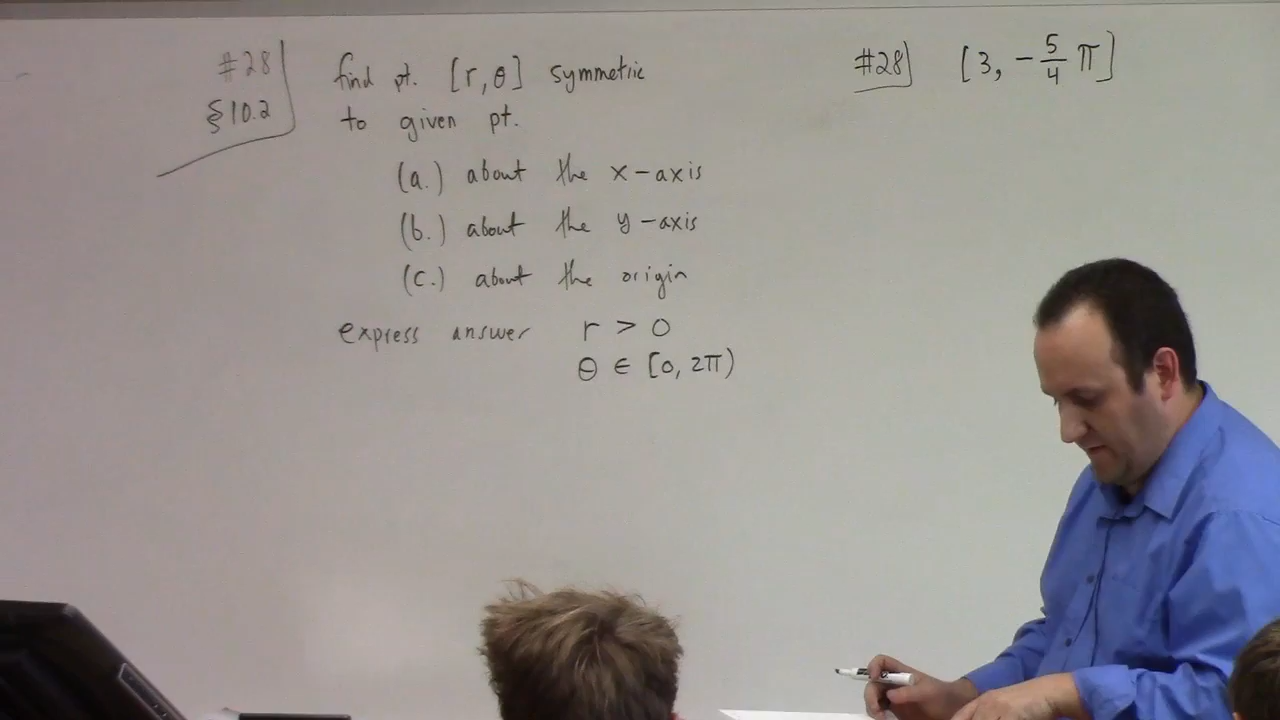 #28
§10.2
find pt. [r, θ] symmetric
to given pt.
(a.) about the x-axis
(b.) about the y-axis
(c.) about the origin
express answer r > 0
θ ∈ [0, 2π)
#28] [3, -5/4 π]